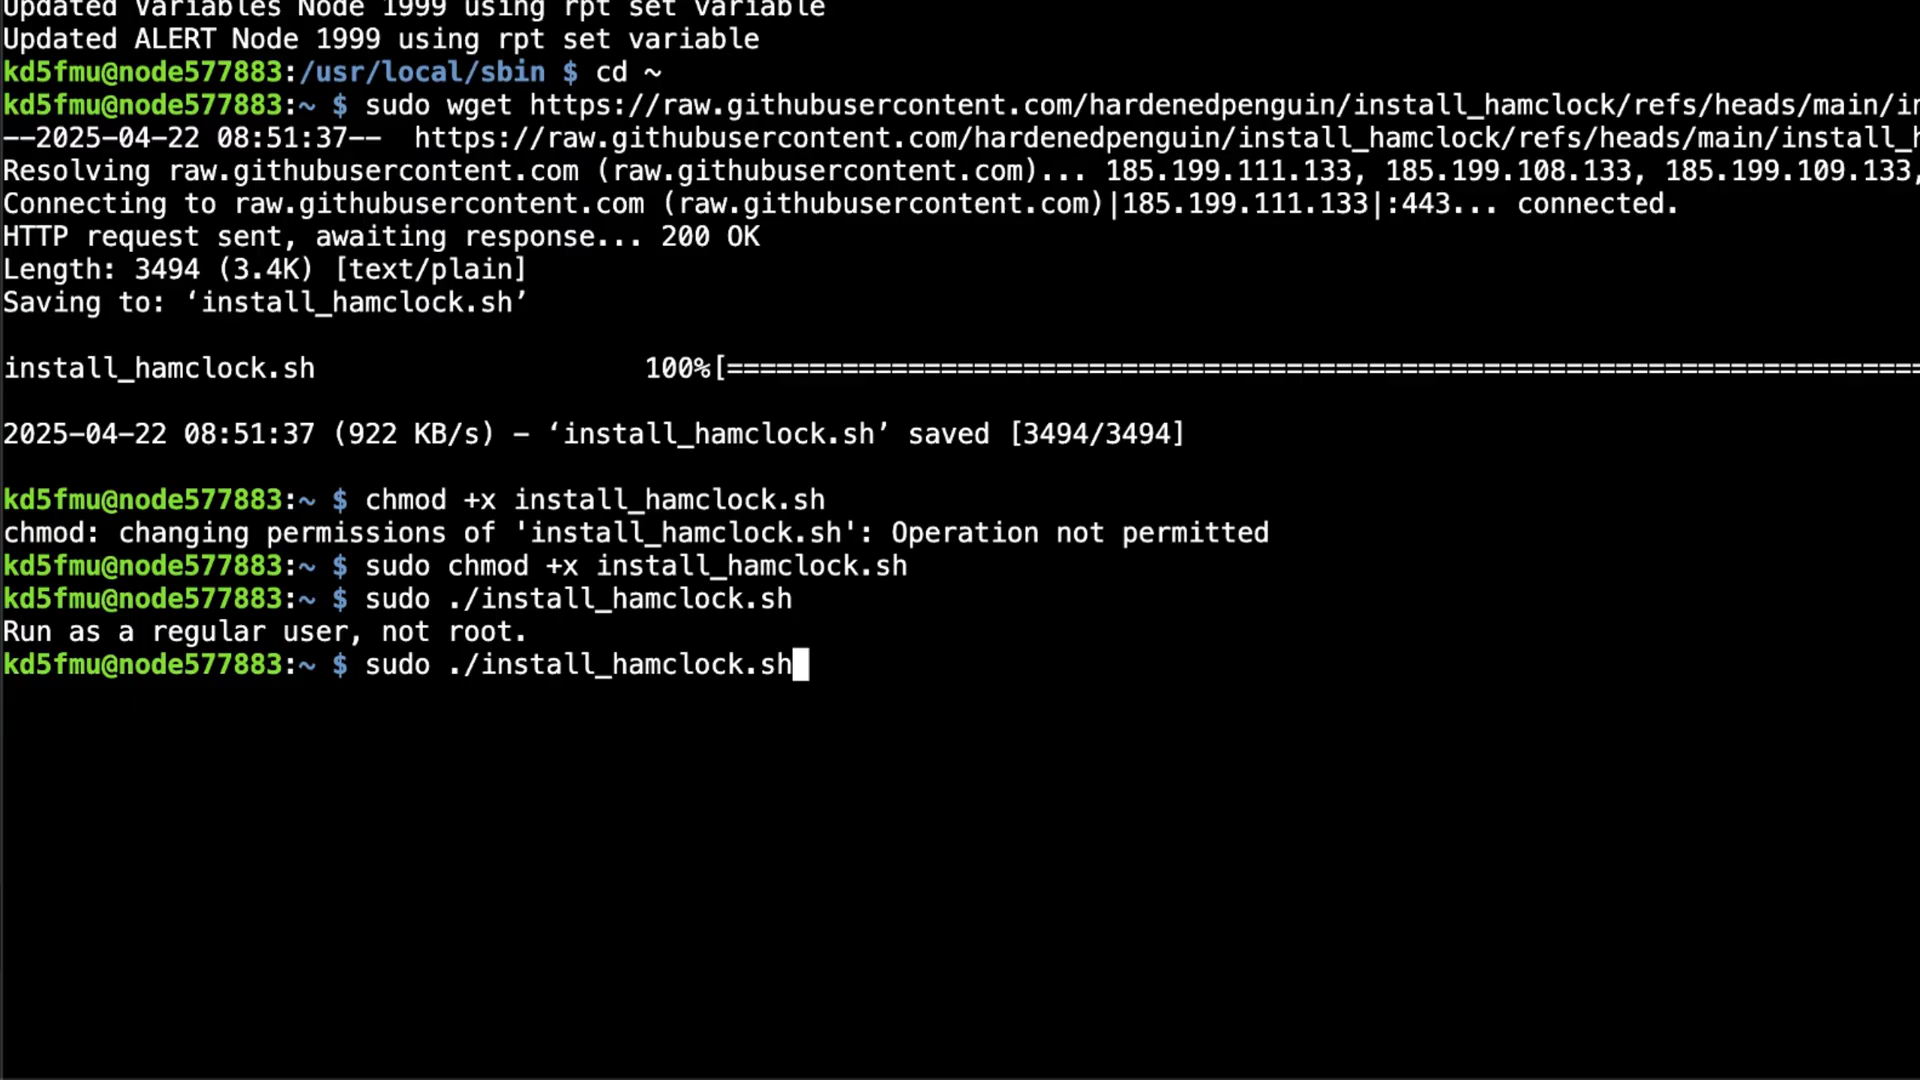 Updated Variables Node 1999 using rpt set variable
Updated ALERT Node 1999 using rpt set variable
kd5fmu@node577883:/usr/local/sbin $ cd ~
kd5fmu@node577883:~ $ sudo wget https://raw.githubusercontent.com/hardenedpenguin/install_hamclock/refs/heads/main/in
--2025-04-22 08:51:37--  https://raw.githubusercontent.com/hardenedpenguin/install_hamclock/refs/heads/main/install_h
Resolving raw.githubusercontent.com (raw.githubusercontent.com)... 185.199.111.133, 185.199.108.133, 185.199.109.133,
Connecting to raw.githubusercontent.com (raw.githubusercontent.com)|185.199.111.133|:443... connected.
HTTP request sent, awaiting response... 200 OK
Length: 3494 (3.4K) [text/plain]
Saving to: ‘install_hamclock.sh’
install_hamclock.sh 100%[=========================================================================
2025-04-22 08:51:37 (922 KB/s) - ‘install_hamclock.sh’ saved [3494/3494]
kd5fmu@node577883:~ $ chmod +x install_hamclock.sh
chmod: changing permissions of 'install_hamclock.sh': Operation not permitted
kd5fmu@node577883:~ $ sudo chmod +x install_hamclock.sh
kd5fmu@node577883:~ $ sudo ./install_hamclock.sh
Run as a regular user, not root.
kd5fmu@node577883:~ $ sudo ./install_hamclock.sh